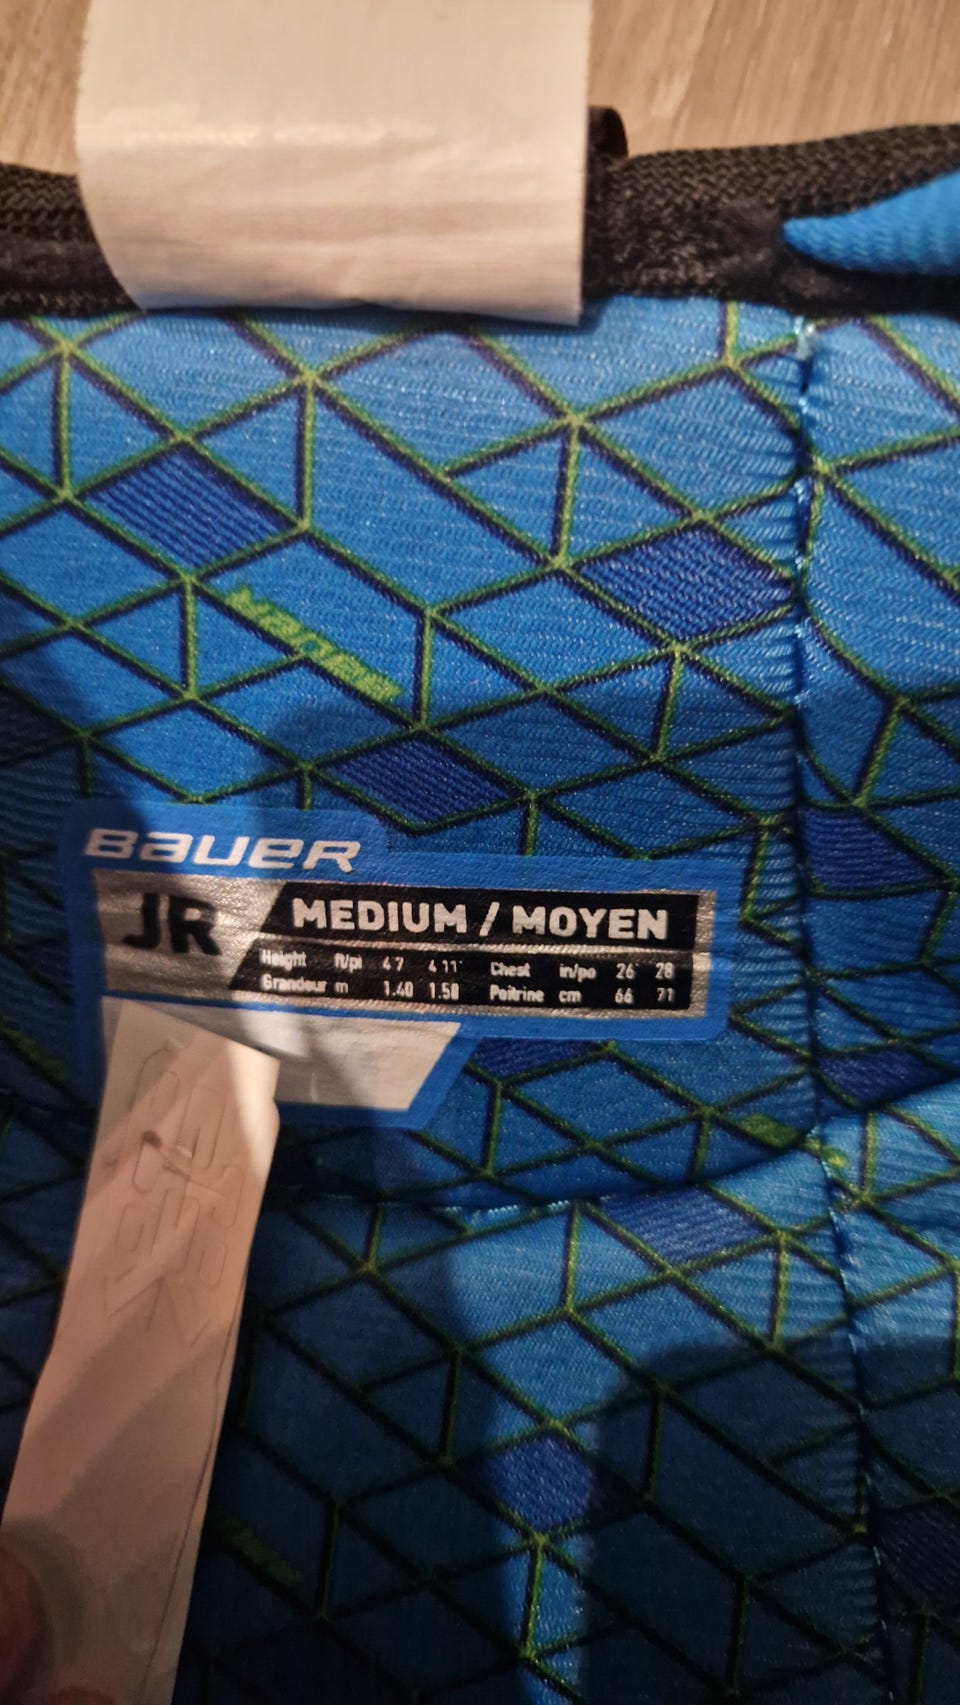 BAUER
JR
MEDIUM / MOYEN
Height ft/pi 4'7 4'11" Chest in/po 26 28
Grandeur m 1.40 1.50 Poitrine cm 66 71